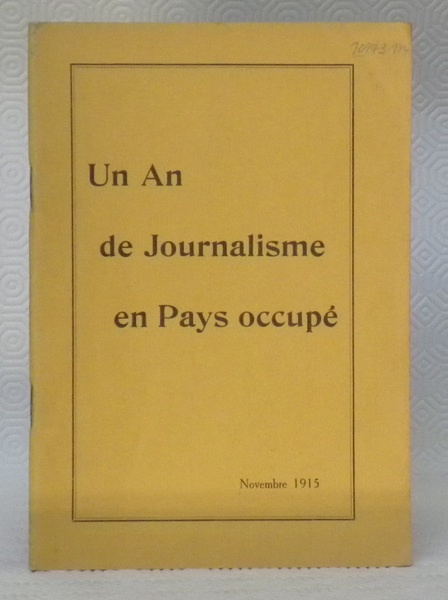 Un An
de Journalisme
en Pays occupé
Novembre 1915